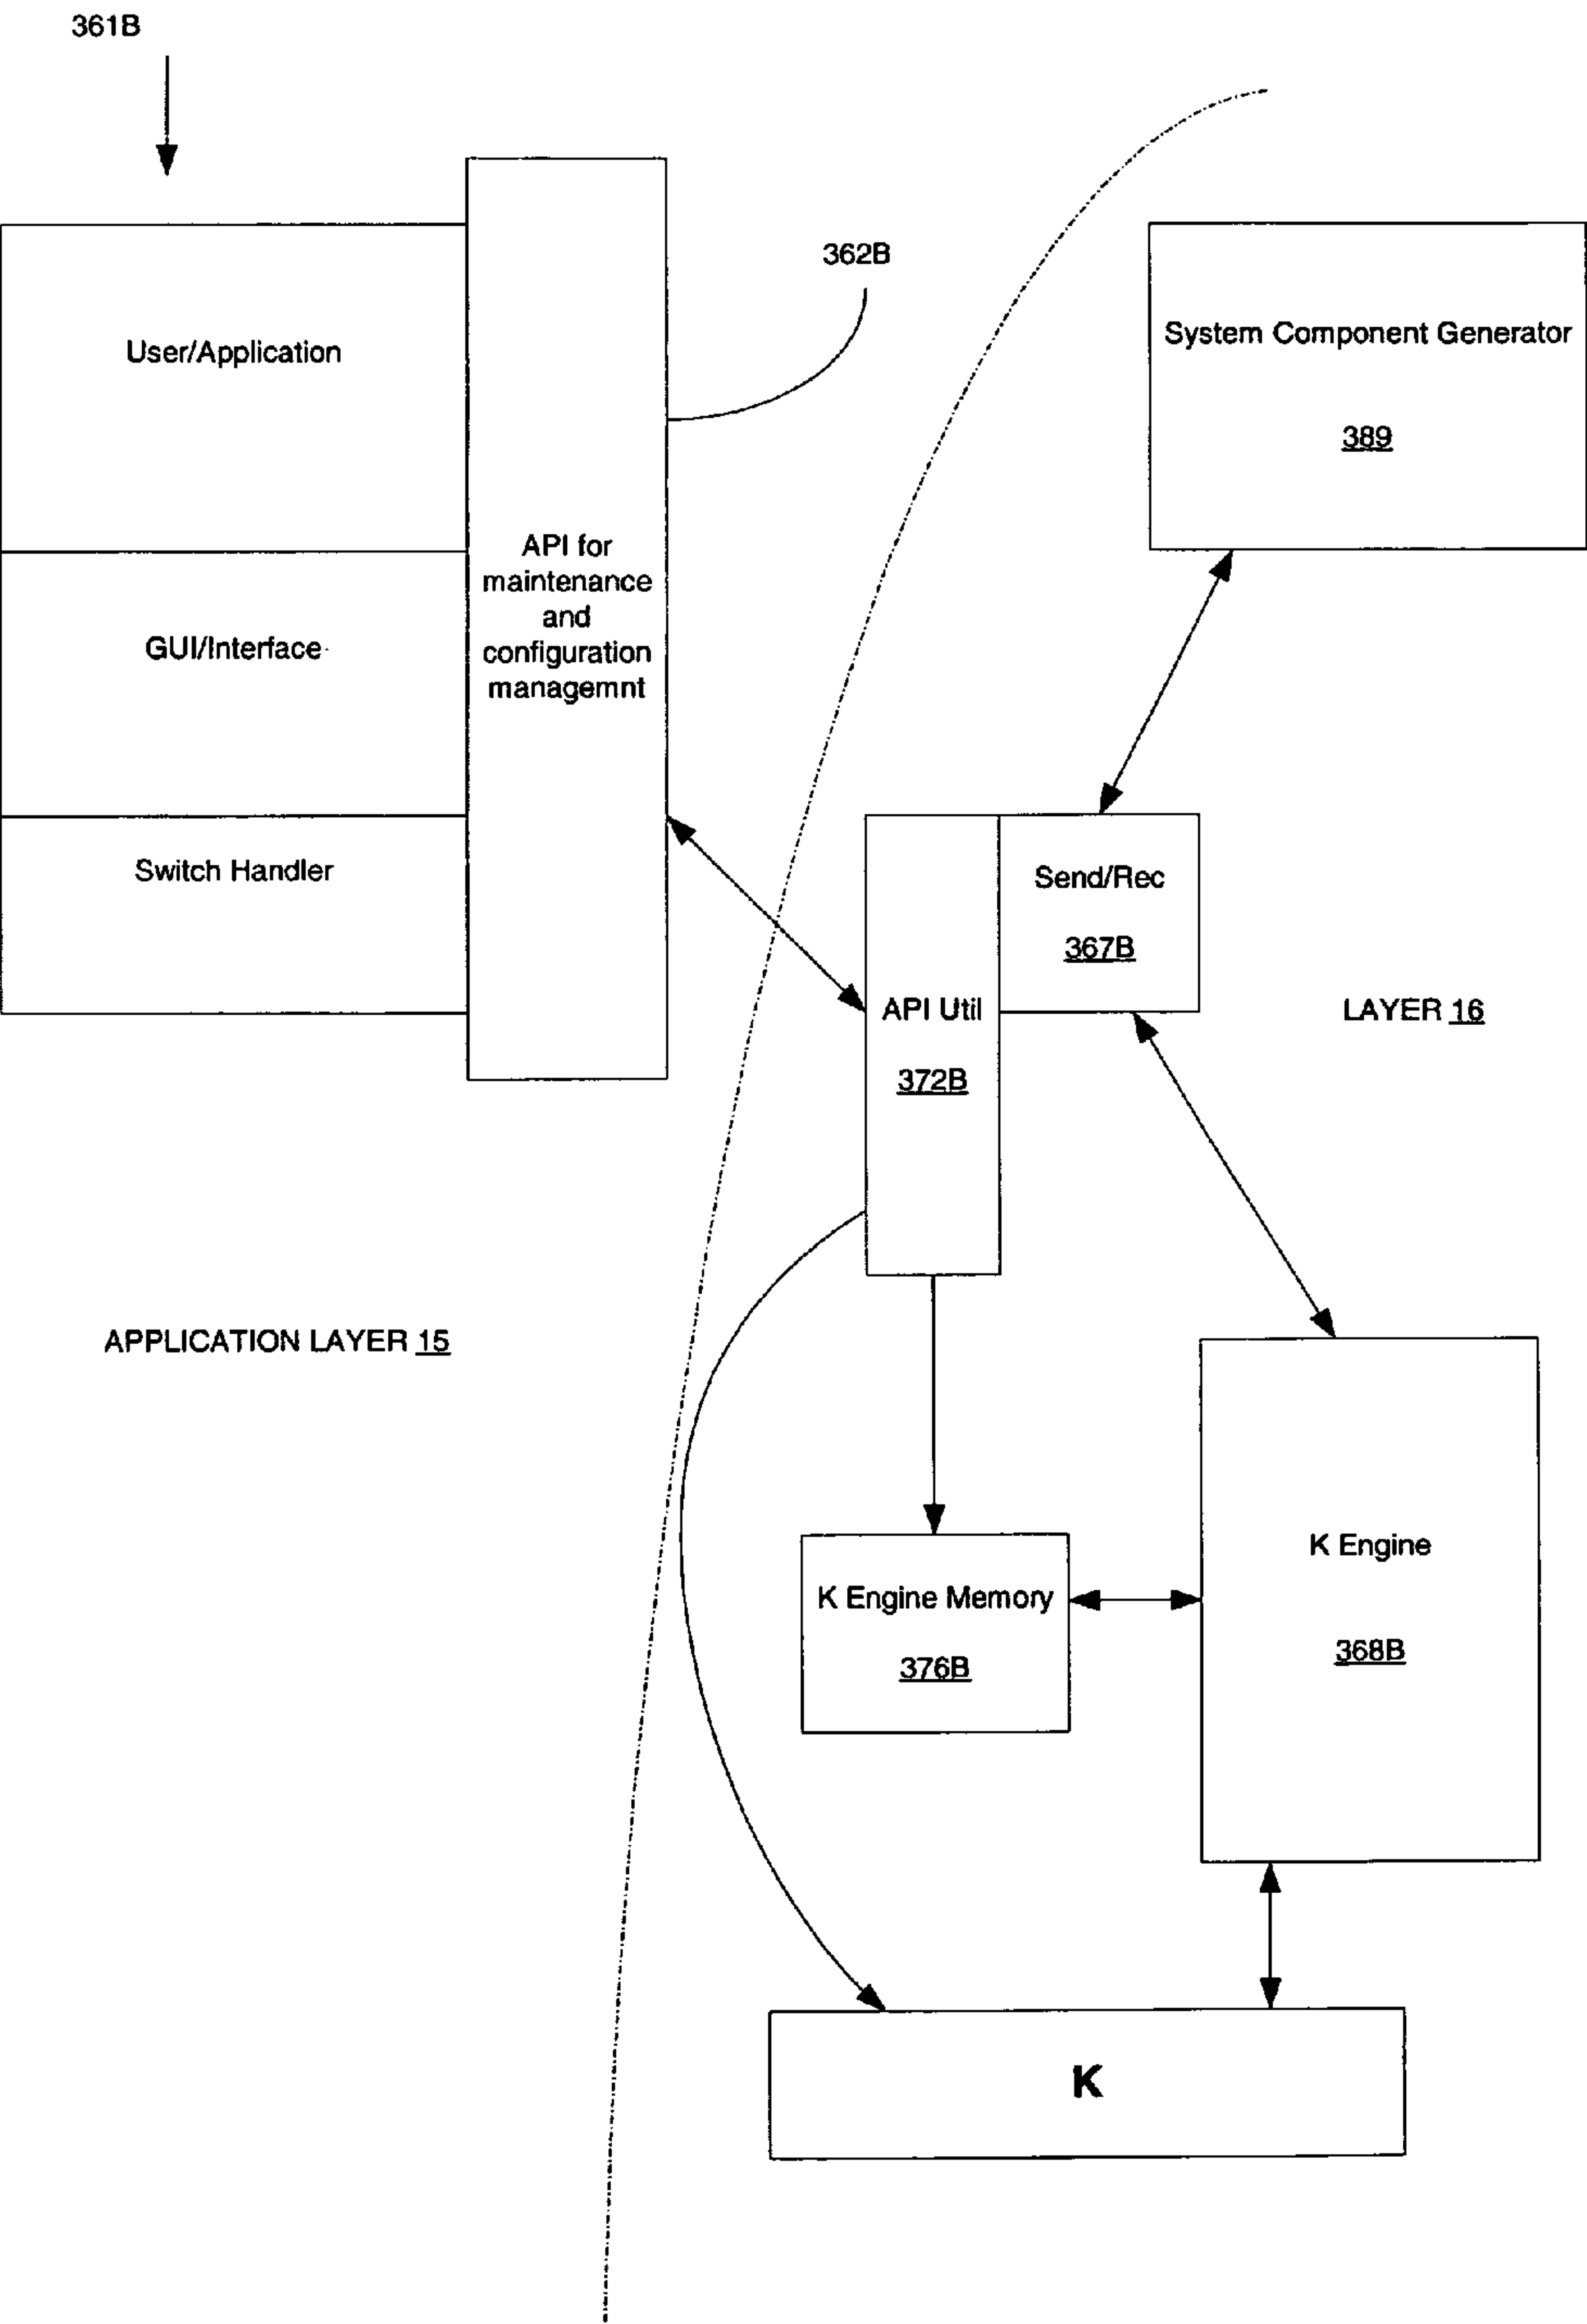 361B
362B
User/Application
System Component Generator
389
API for
maintenance
and
configuration
managemnt
GUI/Interface
Switch Handler
Send/Rec
367B
API Util
372B
LAYER 16
APPLICATION LAYER 15
K Engine
368B
K Engine Memory
376B
K